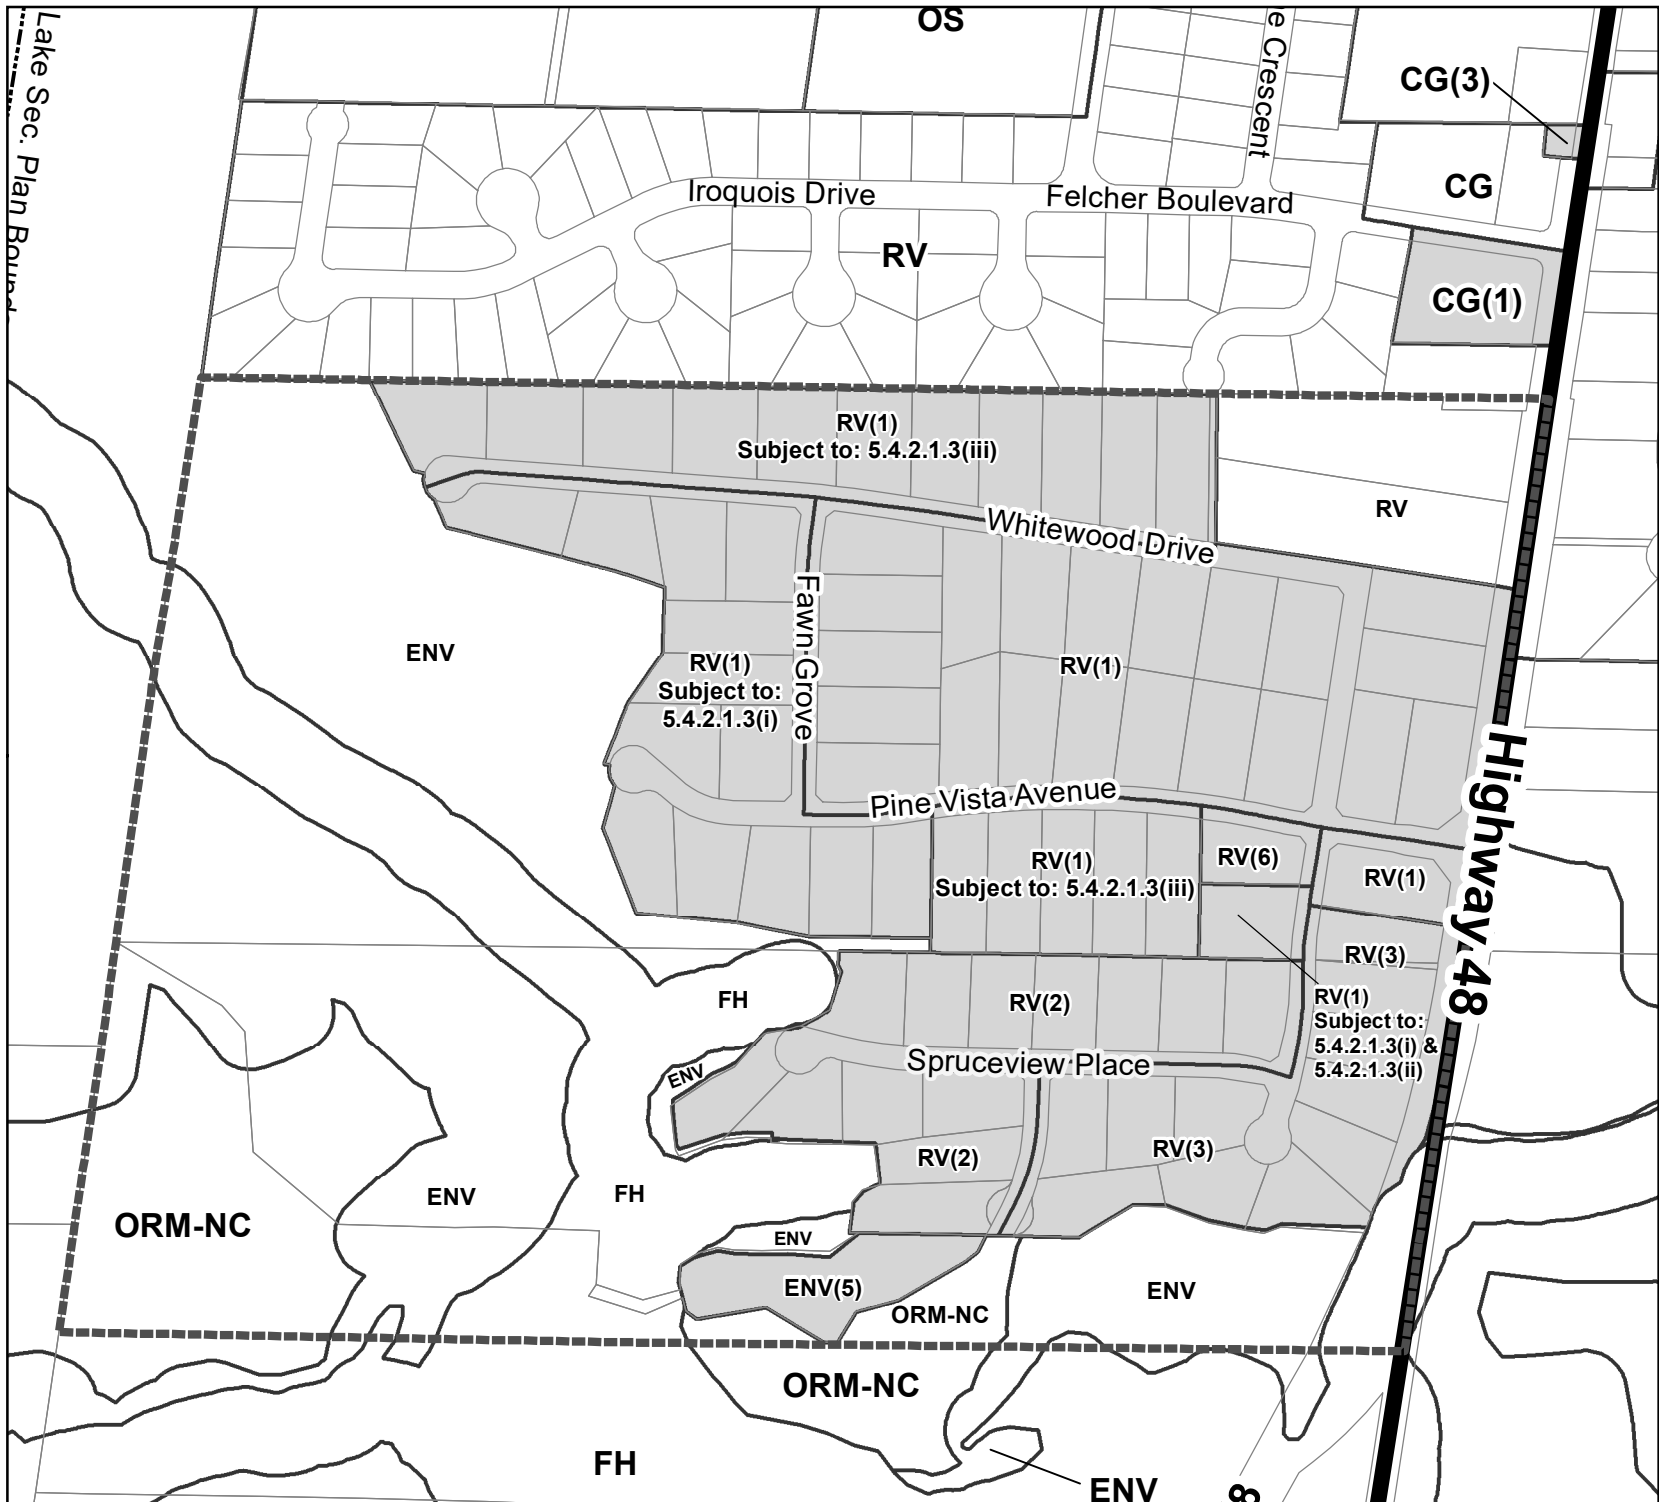 OS
Lake Sec. Plan
e Crescent
CG(3)
CG
Iroquois Drive
Felcher Boulevard
RV
CG(1)
RV(1)
Subject to: 5.4.2.1.3(iii)
RV
Whitewood Drive
Fawn Grove
ENV
RV(1)
Subject to:
5.4.2.1.3(i)
RV(1)
Highway 48
Pine Vista Avenue
RV(1)
Subject to: 5.4.2.1.3(iii)
RV(6)
RV(1)
RV(3)
FH
RV(2)
RV(1)
Subject to:
5.4.2.1.3(i) &
5.4.2.1.3(ii)
Spruceview Place
ENV
RV(2)
RV(3)
ENV
FH
ORM-NC
ENV
ENV(5)
ENV
ORM-NC
ORM-NC
FH
ENV
8